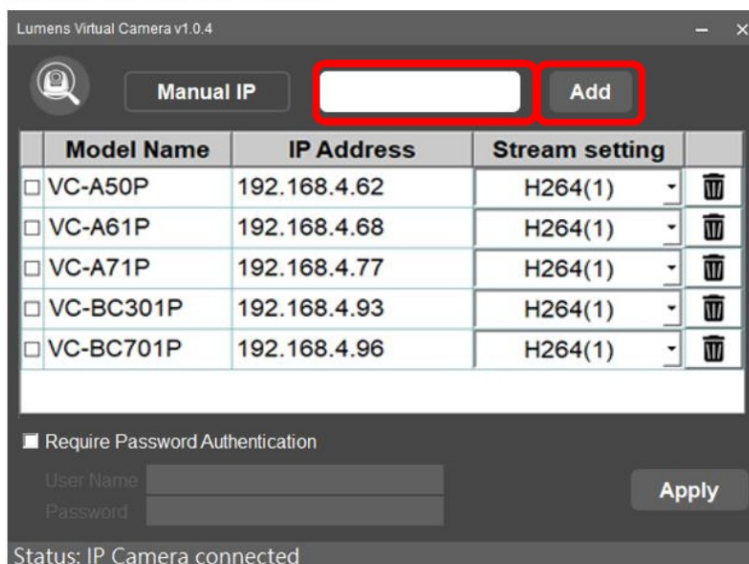 Lumens Virtual Camera v1.0.4
Manual IP Add
Model Name IP Address Stream setting
VC-A50P 192.168.4.62 H264(1)
VC-A61P 192.168.4.68 H264(1)
VC-A71P 192.168.4.77 H264(1)
VC-BC301P 192.168.4.93 H264(1)
VC-BC701P 192.168.4.96 H264(1)
Require Password Authentication
User Name
Password
Apply
Status: IP Camera connected